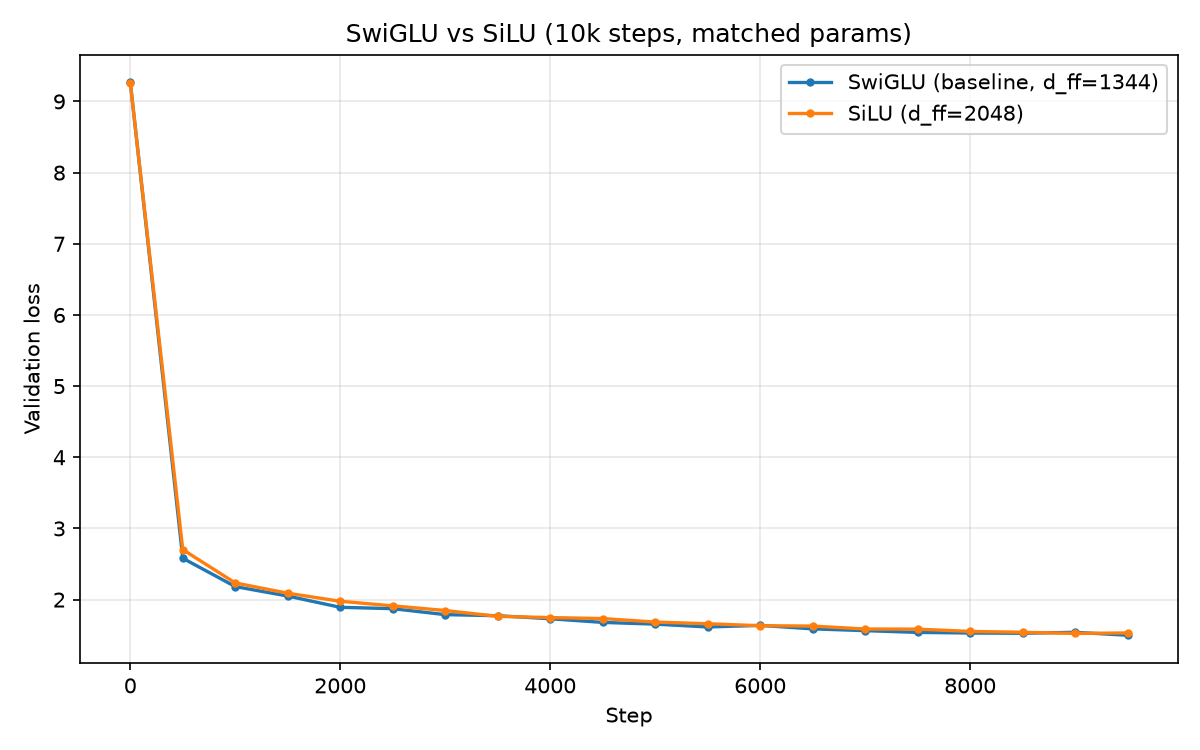 SwiGLU vs SiLU (10k steps, matched params)
SwiGLU (baseline, d_ff=1344)
SiLU (d_ff=2048)
Validation loss
9
8
7
6
5
4
3
2
0
2000
4000
6000
8000
Step